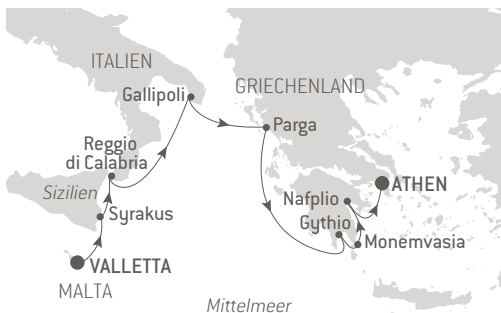 ITALIEN
Gallipoli
GRIECHENLAND
Parga
Reggio
di Calabria
Sizilien
Syrakus
VALLETTA
MALTA
Nafplio
ATHEN
Gythio
Monemvasia
Mittelmeer